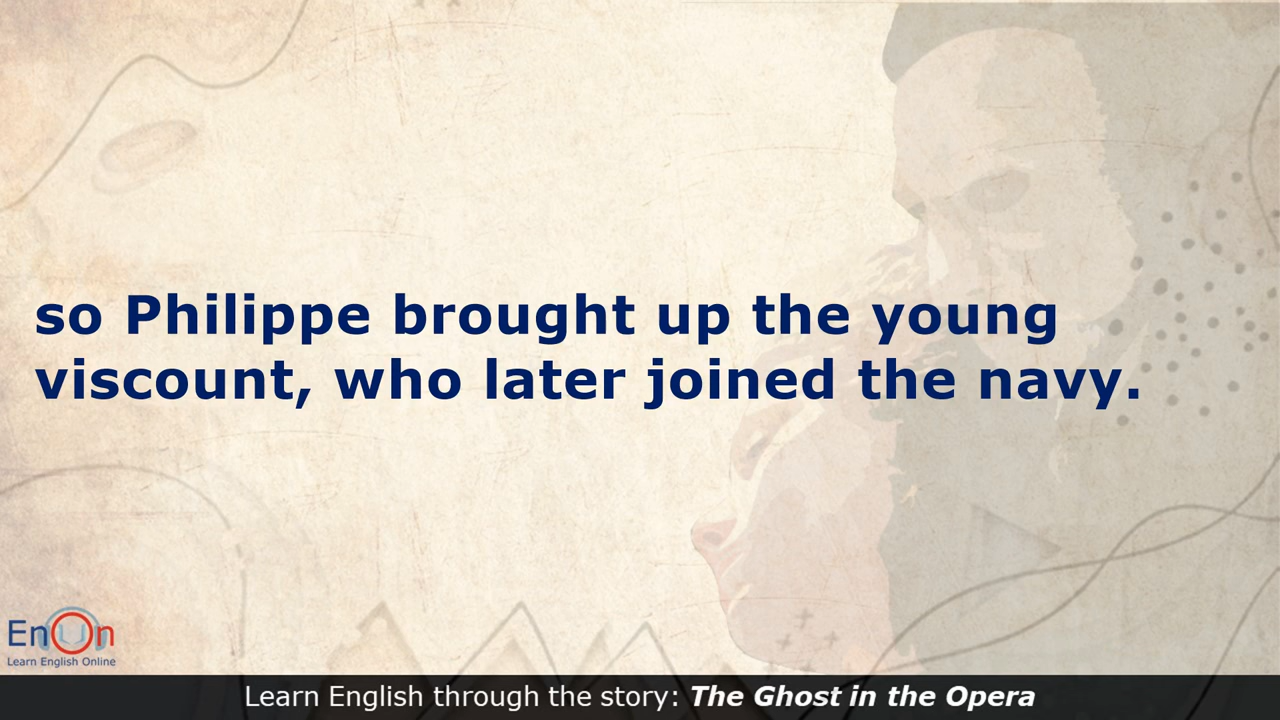 so Philippe brought up the young
viscount, who later joined the navy.
EnOn
Learn English Online
Learn English through the story: The Ghost in the Opera